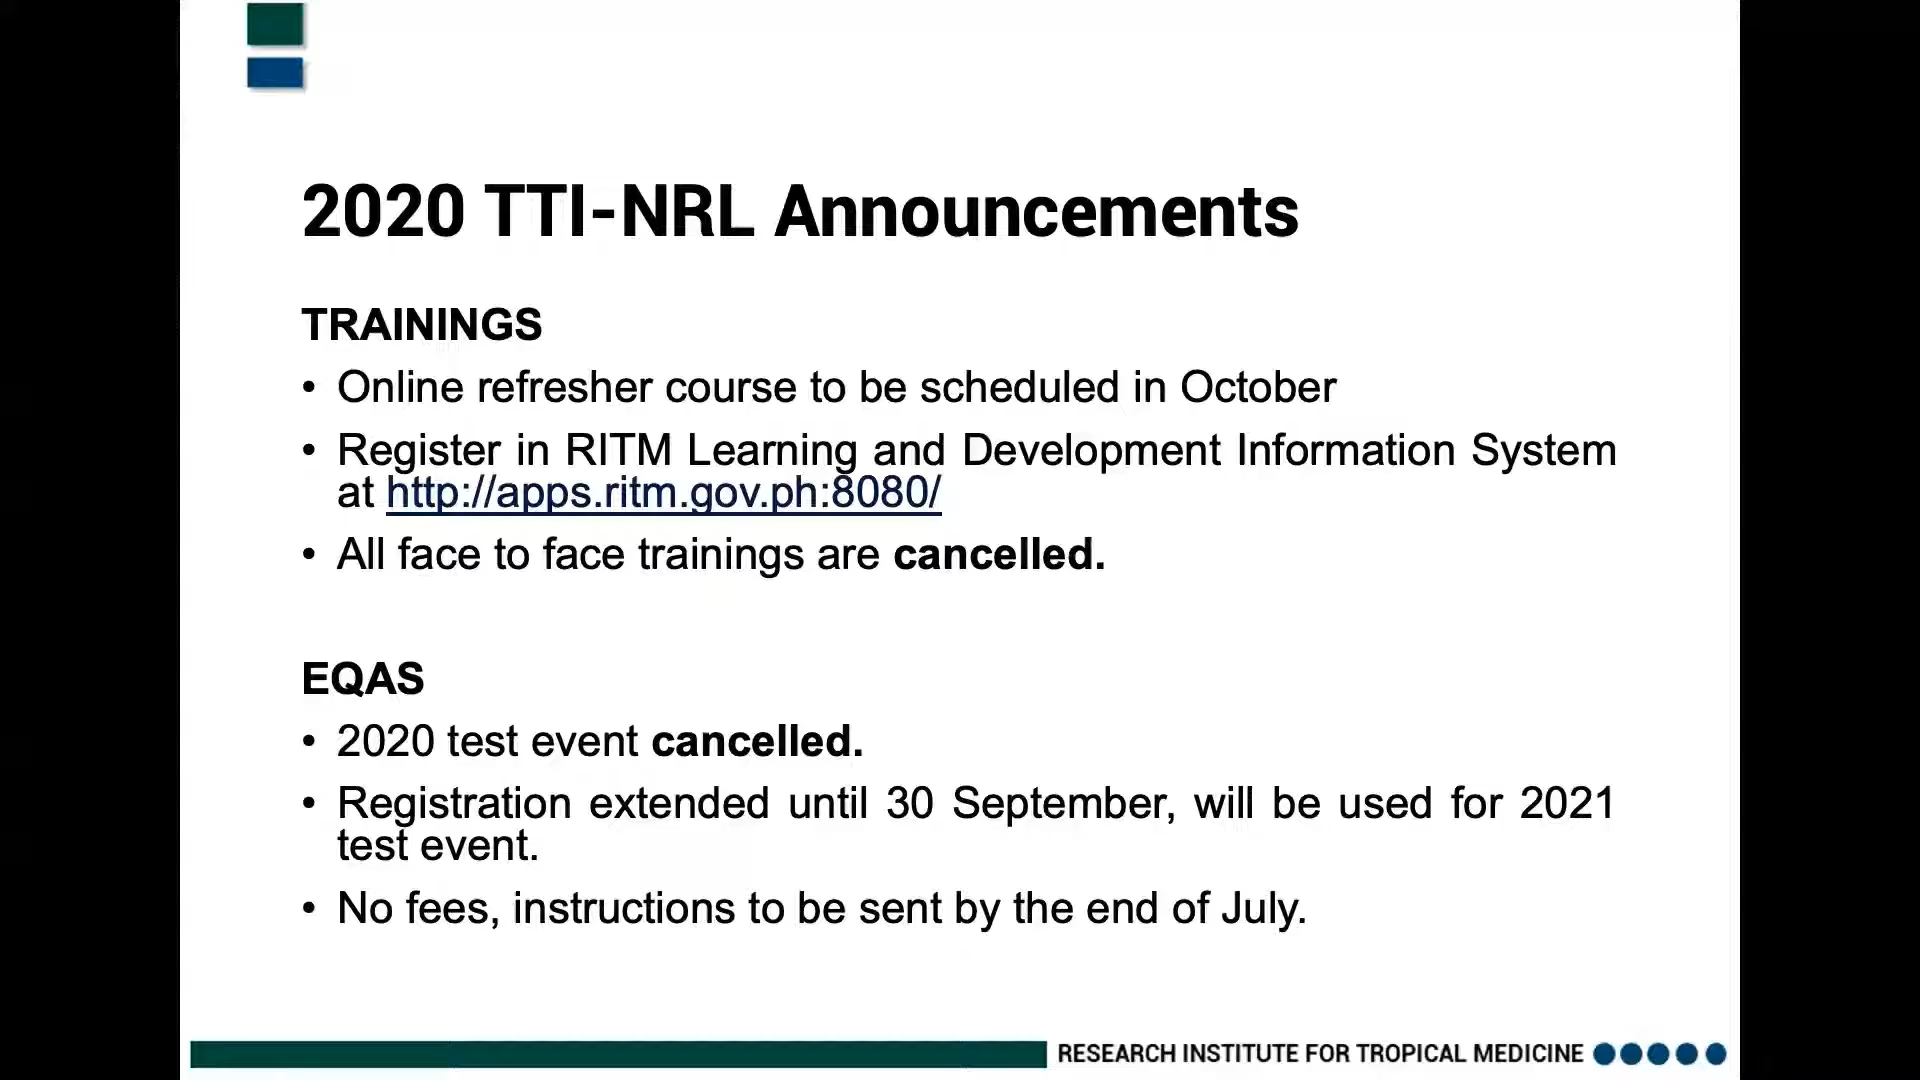 2020 TTI-NRL Announcements
TRAININGS
• Online refresher course to be scheduled in October
• Register in RITM Learning and Development Information System
at http://apps.ritm.gov.ph:8080/
• All face to face trainings are cancelled.
EQAS
• 2020 test event cancelled.
• Registration extended until 30 September, will be used for 2021
test event.
• No fees, instructions to be sent by the end of July.
RESEARCH INSTITUTE FOR TROPICAL MEDICINE